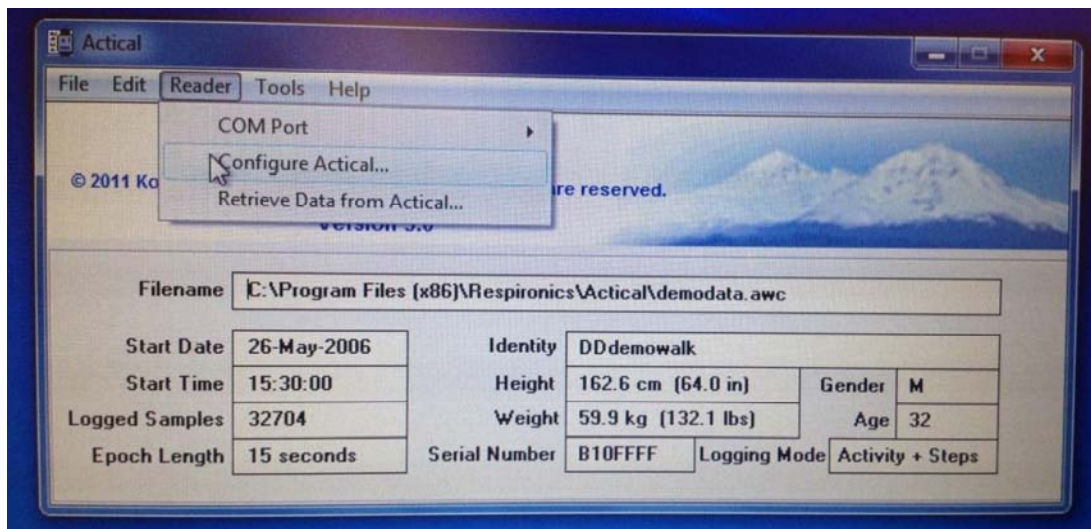 Actical
File Edit Reader Tools Help
COM Port
Configure Actical...
© 2011 Ko
re reserved.
Retrieve Data from Actical...
Version 3.0
Filename C:\Program Files (x86)\Respironics\Actical\demodata.awc
Start Date 26-May-2006 Identity DDdemowalk
Start Time 15:30:00 Height 162.6 cm (64.0 in) Gender M
Logged Samples 32704 Weight 59.9 kg (132.1 lbs) Age 32
Epoch Length 15 seconds Serial Number B10FFFF Logging Mode Activity + Steps